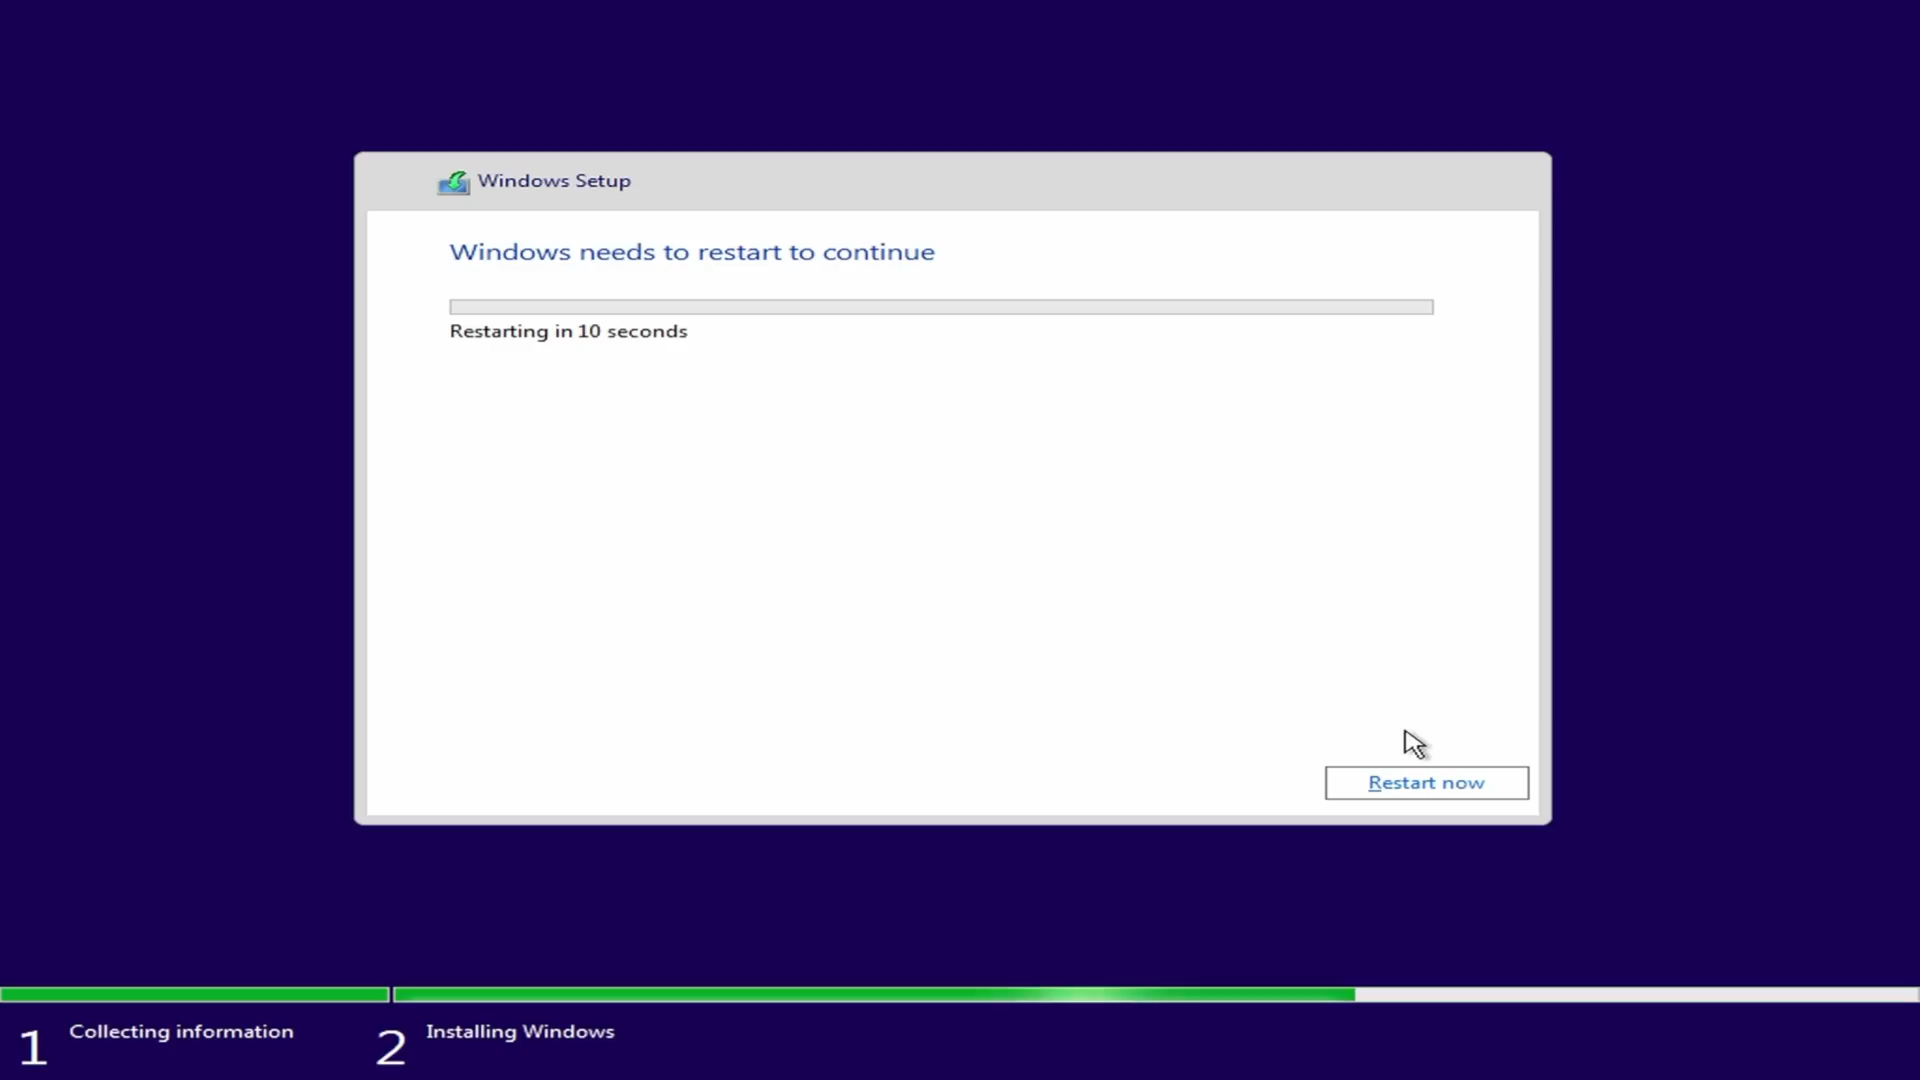 Windows Setup
Windows needs to restart to continue
Restarting in 10 seconds
Restart now
1 Collecting information
2 Installing Windows